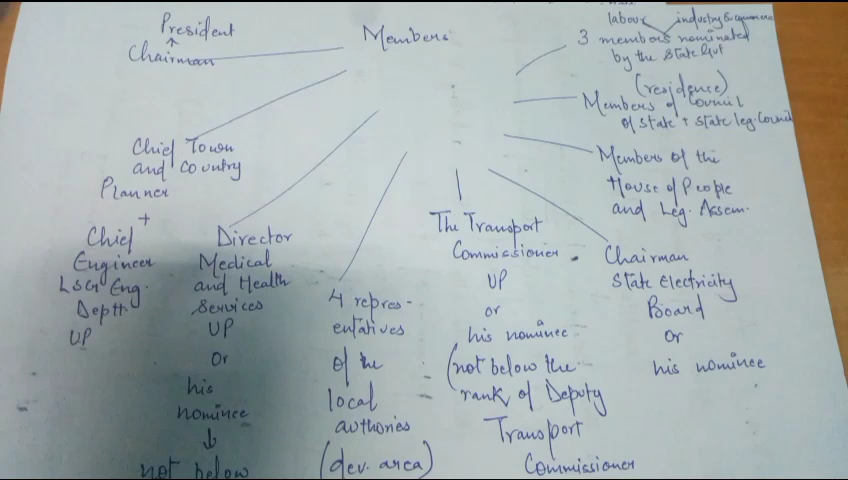 President
Chairman
Members
labour
industry & commerce
3 members nominated
by the State Gvt
(residence)
Members of Council
of state + state leg. Council
Members of the
House of People
and Leg. Assem.
Chairman
State Electricity
Board
or
his nominee
The Transport
Commissioner
UP
or
his nominee
(not below the
rank of Deputy
Transport
Commissioner
4 repres-
entatives
of the
local
authories
(dev. area)
Director
Medical
and Health
Services
UP
or
his
nominee
not below
Chief Town
and Country
Planner
+
Chief
Engineer
LSG Eng.
Deptt
UP